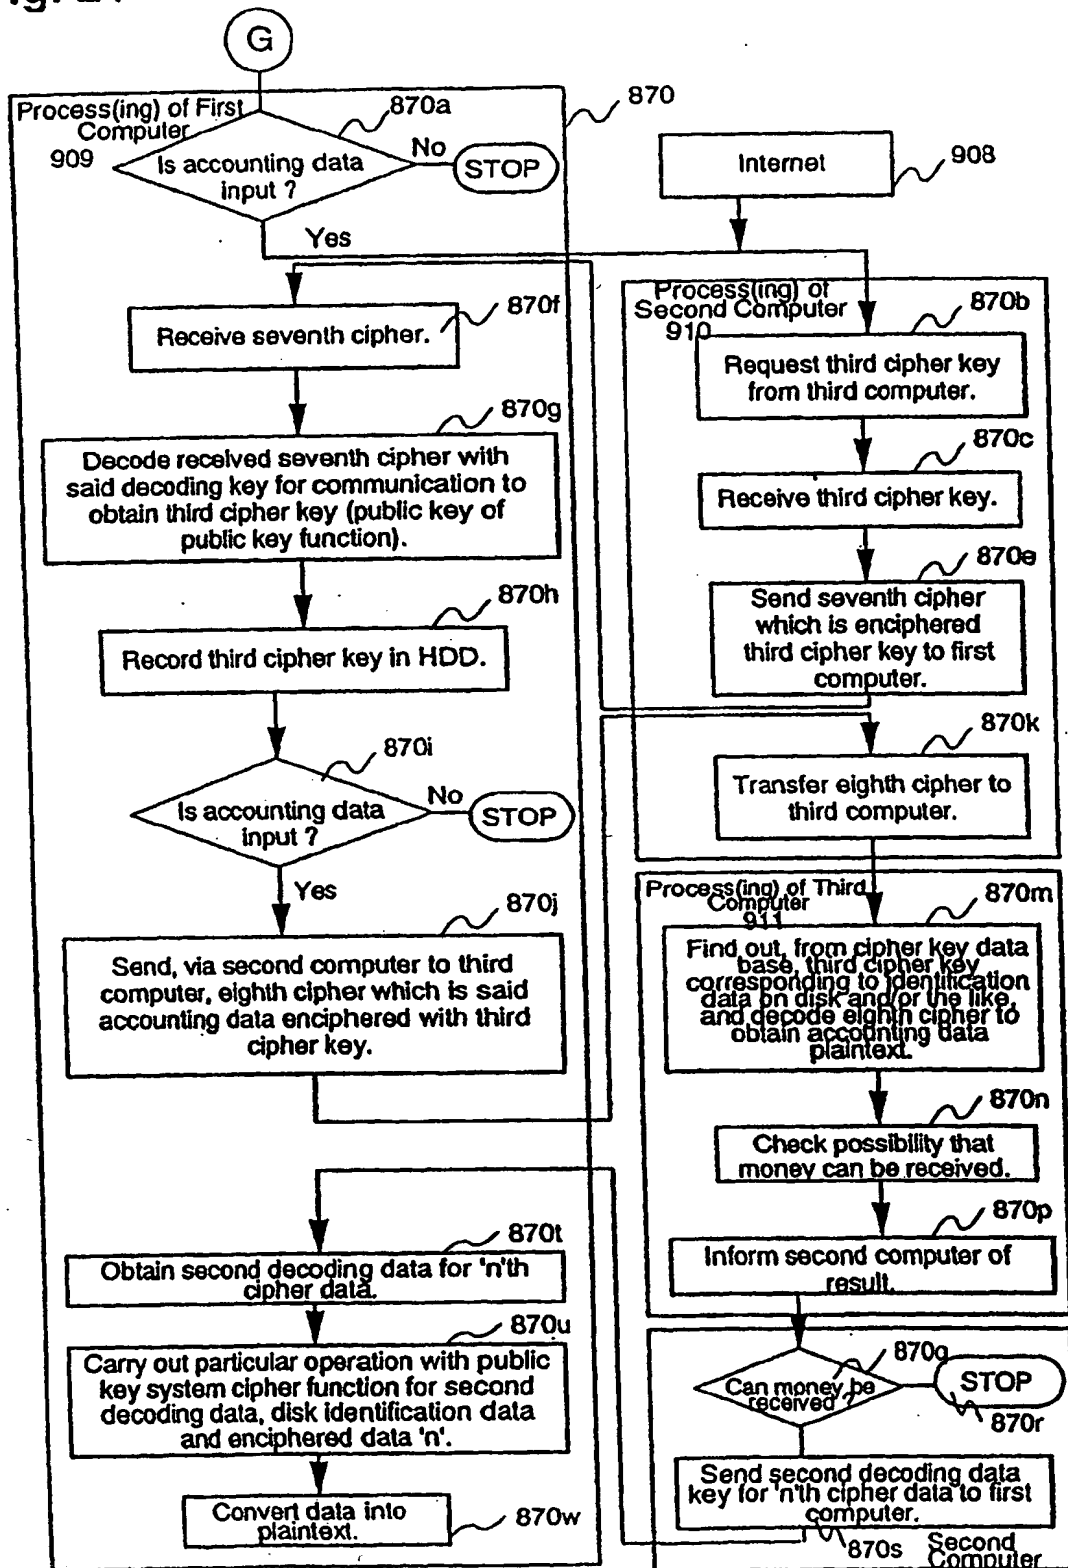 G
Process(ing) of First
Computer
909
870a
870
Is accounting data
input ?
No
STOP
Internet
908
Yes
Process(ing) of
Second Computer
910
870b
Request third cipher key
from third computer.
870f
Receive seventh cipher.
870c
Receive third cipher key.
870g
Decode received seventh cipher with
said decoding key for communication to
obtain third cipher key (public key of
public key function).
870e
Send seventh cipher
which is enciphered
third cipher key to first
computer.
870h
Record third cipher key in HDD.
870k
Transfer eighth cipher to
third computer.
870i
Is accounting data
input ?
No
STOP
Yes
870j
Send, via second computer to third
computer, eighth cipher which is said
accounting data enciphered with third
cipher key.
Process(ing) of Third
Computer
911
870m
Find out, from cipher key data
base, third cipher key
corresponding to identification
data on disk and/or the like,
and decode eighth cipher to
obtain accounting data
plaintext.
870n
Check possibility that
money can be received.
870p
Inform second computer of
result.
870t
Obtain second decoding data for 'n'th
cipher data.
870u
Carry out particular operation with public
key system cipher function for second
decoding data, disk identification data
and enciphered data 'n'.
Convert data into
plaintext.
870w
870q
Can money be
received ?
STOP
870r
Send second decoding data
key for 'n'th cipher data to first
computer.
870s
Second
Computer